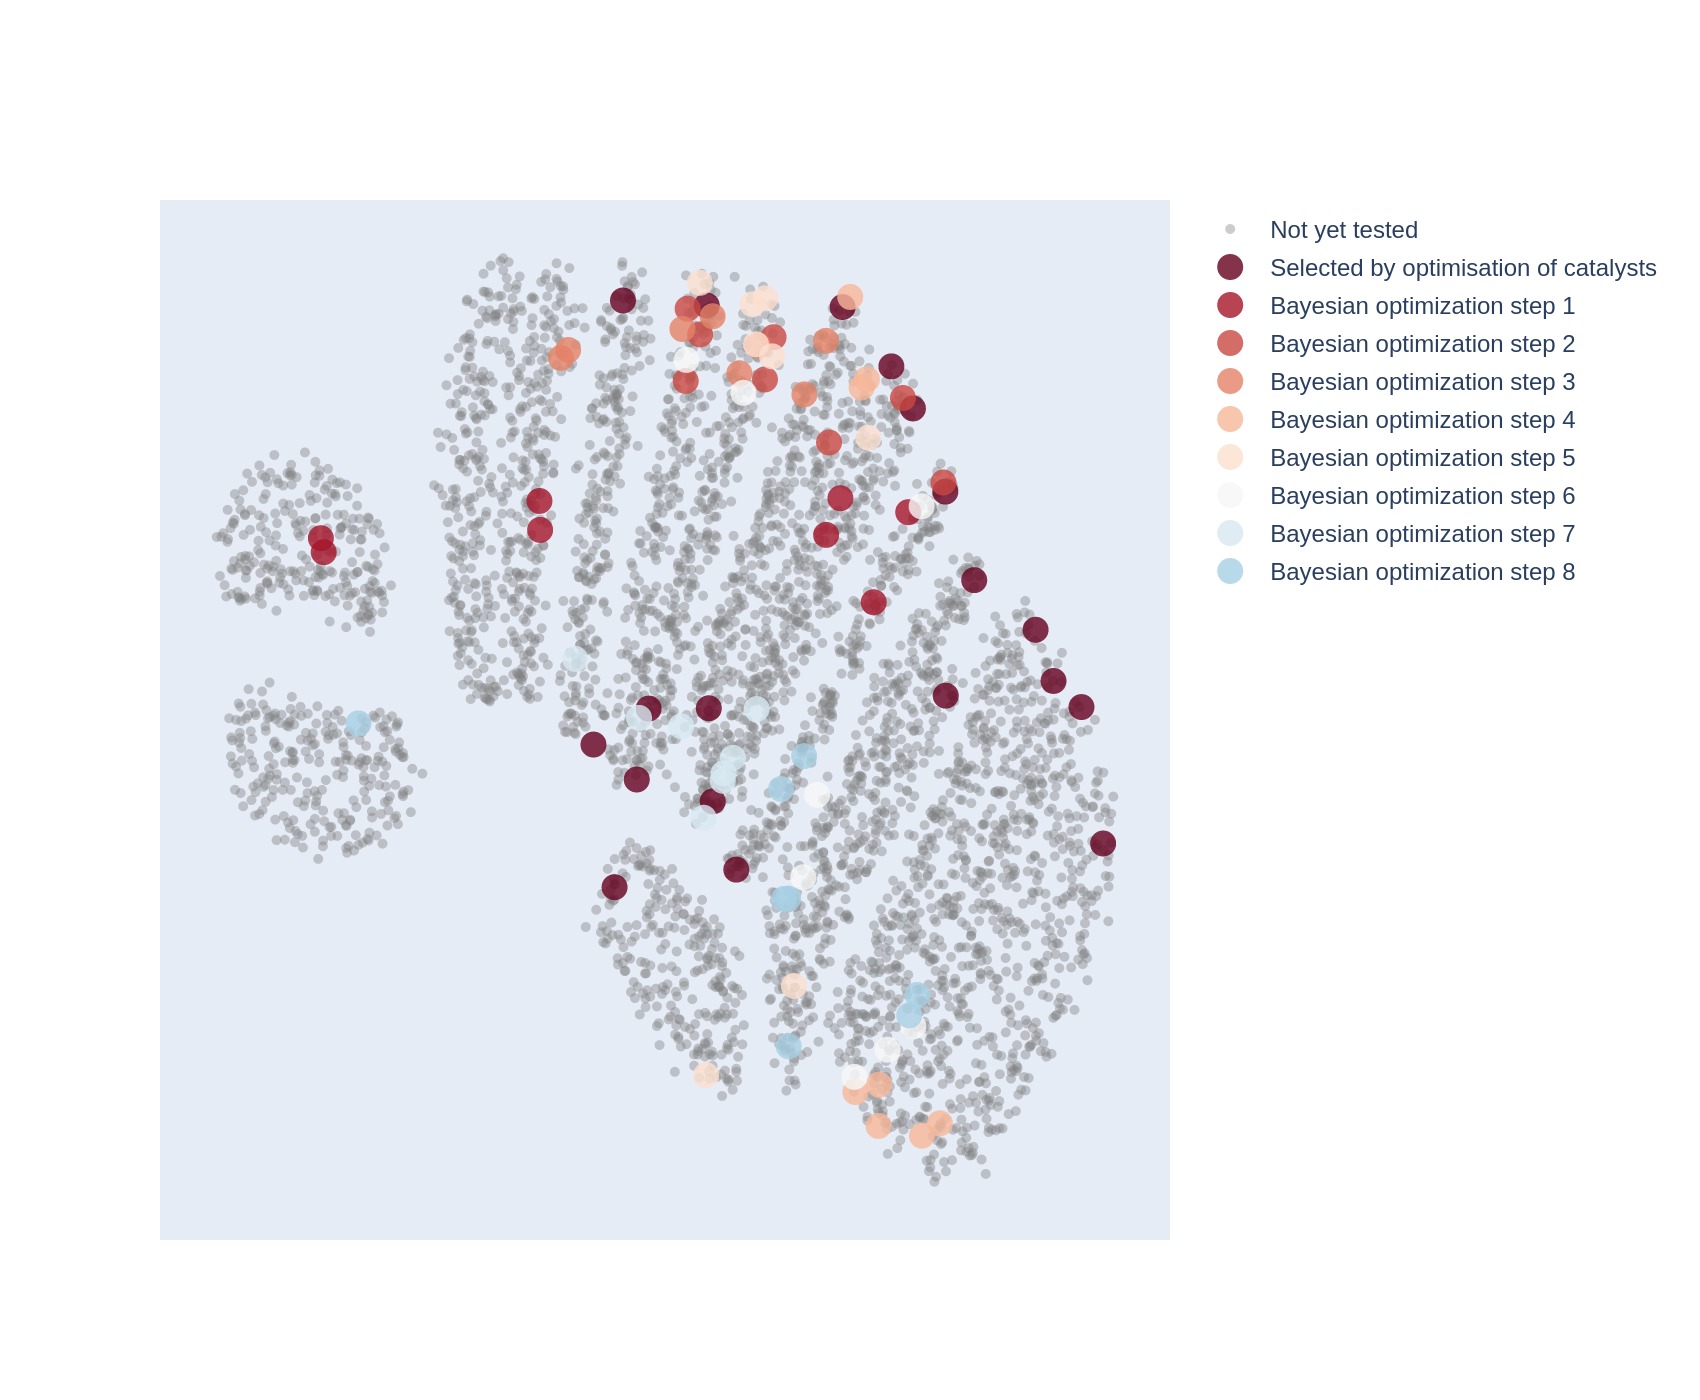 Not yet tested
Selected by optimisation of catalysts
Bayesian optimization step 1
Bayesian optimization step 2
Bayesian optimization step 3
Bayesian optimization step 4
Bayesian optimization step 5
Bayesian optimization step 6
Bayesian optimization step 7
Bayesian optimization step 8